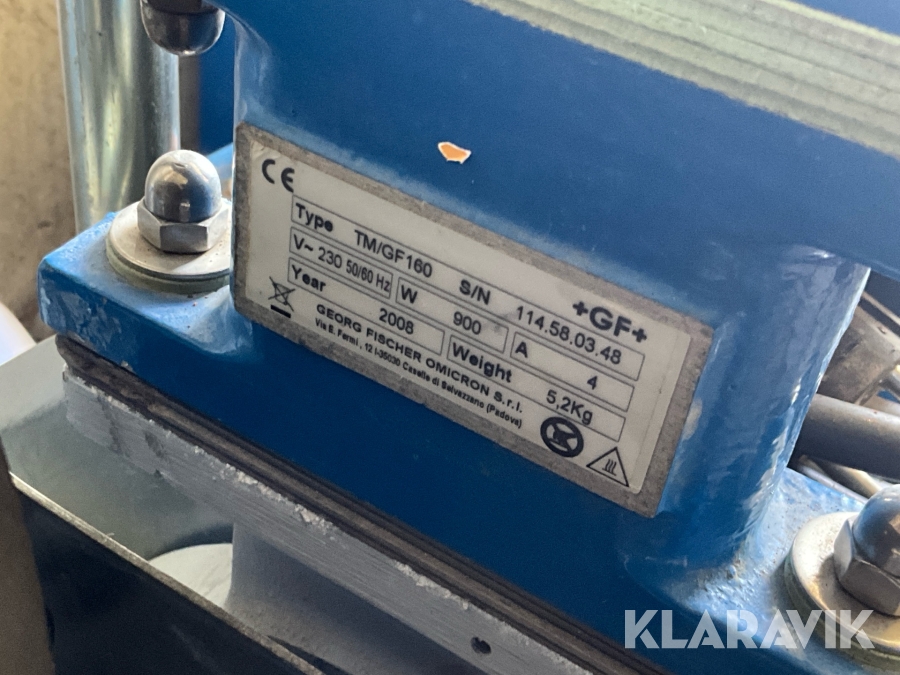 CE
+GF+
Type TM/GF160 S/N 114.58.03.48
V~ 230 50/60 Hz W 900 A 4
Year 2008 Weight 5,2Kg
GEORG FISCHER OMICRON S.r.l.
Via E. Fermi , 12 I-35030 Caselle di Selvazzano (Padova)
KLARAVIK